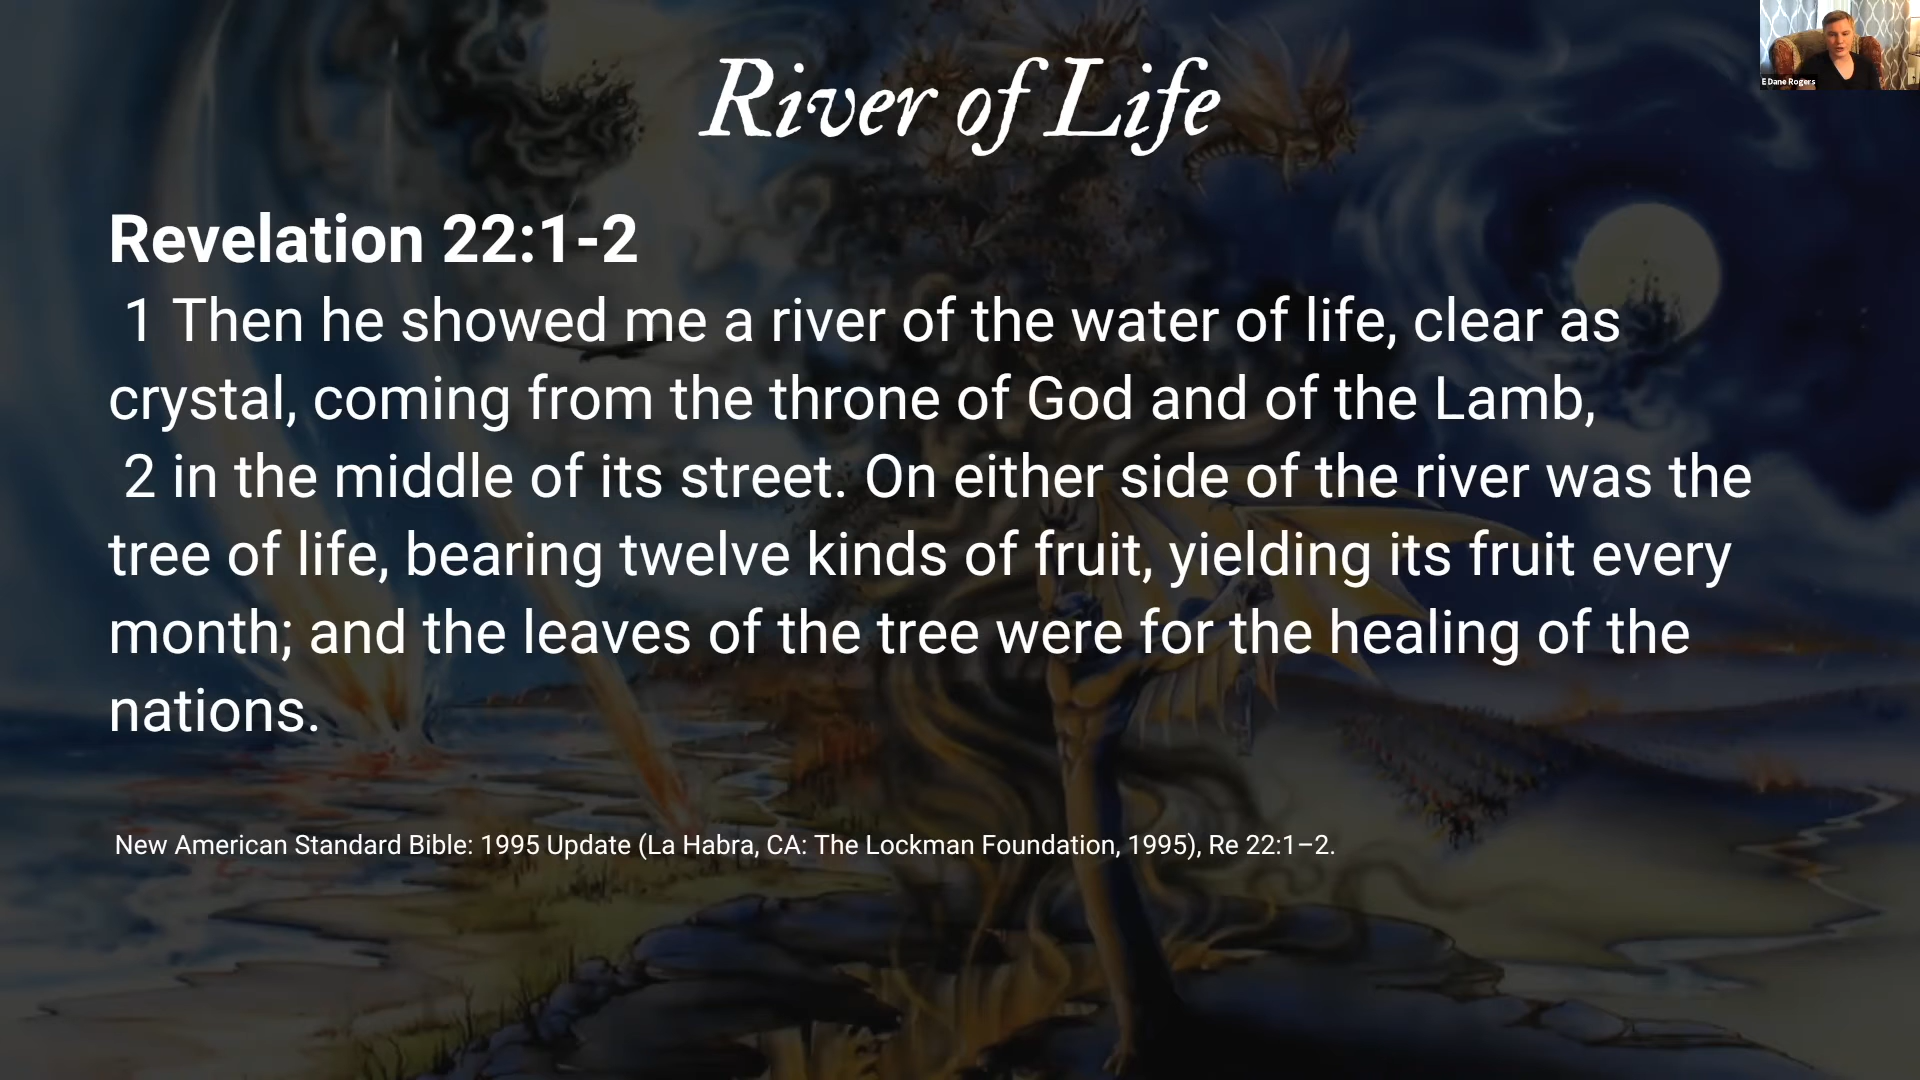 River of Life
E Dane Rogers
Revelation 22:1-2
1 Then he showed me a river of the water of life, clear as
crystal, coming from the throne of God and of the Lamb,
2 in the middle of its street. On either side of the river was the
tree of life, bearing twelve kinds of fruit, yielding its fruit every
month; and the leaves of the tree were for the healing of the
nations.
New American Standard Bible: 1995 Update (La Habra, CA: The Lockman Foundation, 1995), Re 22:1–2.